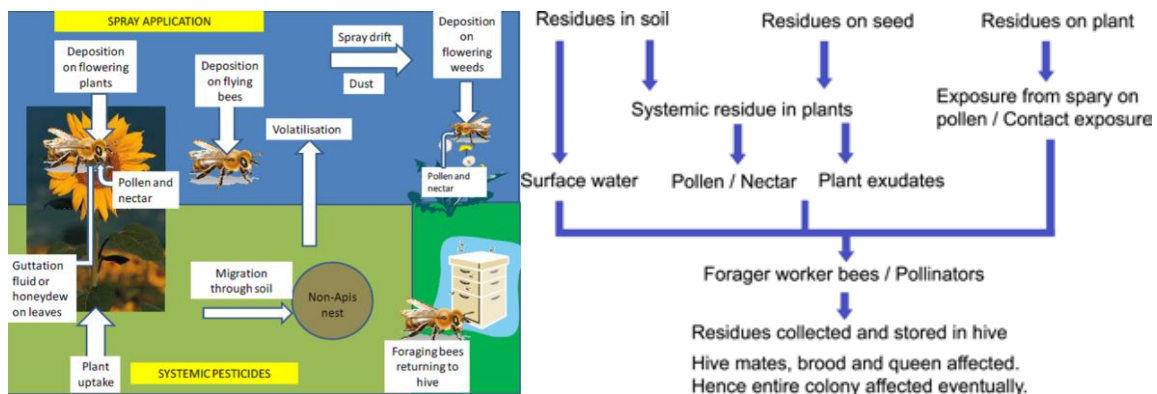 SPRAY APPLICATION
Deposition
on flowering
plants
Deposition
on flying
bees
Spray drift
Dust
Deposition
on
flowering
weeds
Volatilisation
Pollen and
nectar
Pollen and
nectar
Guttation
fluid or
honeydew
on leaves
Migration
through soil
Non-Apis
nest
Plant
uptake
SYSTEMIC PESTICIDES
Foraging bees
returning to
hive
Residues in soil
Residues on seed
Residues on plant
Systemic residue in plants
Exposure from spary on
pollen / Contact exposure
Surface water
Pollen / Nectar
Plant exudates
Forager worker bees / Pollinators
Residues collected and stored in hive
Hive mates, brood and queen affected.
Hence entire colony affected eventually.